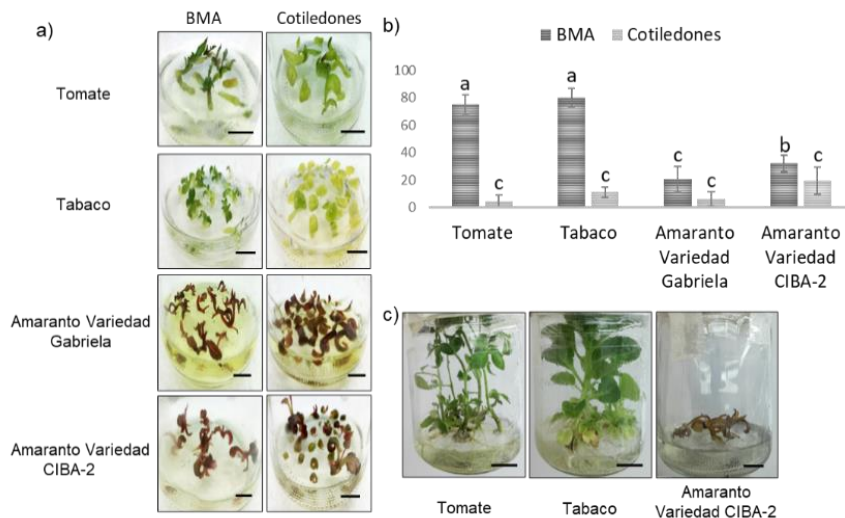 a)
BMA
Cotiledones
Tomate
Tabaco
Amaranto Variedad
Gabriela
Amaranto Variedad
CIBA-2
b)
BMA
Cotiledones
100
80
60
40
20
0
a
c
a
c
c
c
b
c
Tomate
Tabaco
Amaranto
Variedad
Gabriela
Amaranto
Variedad
CIBA-2
c)
Tomate
Tabaco
Amaranto
Variedad CIBA-2